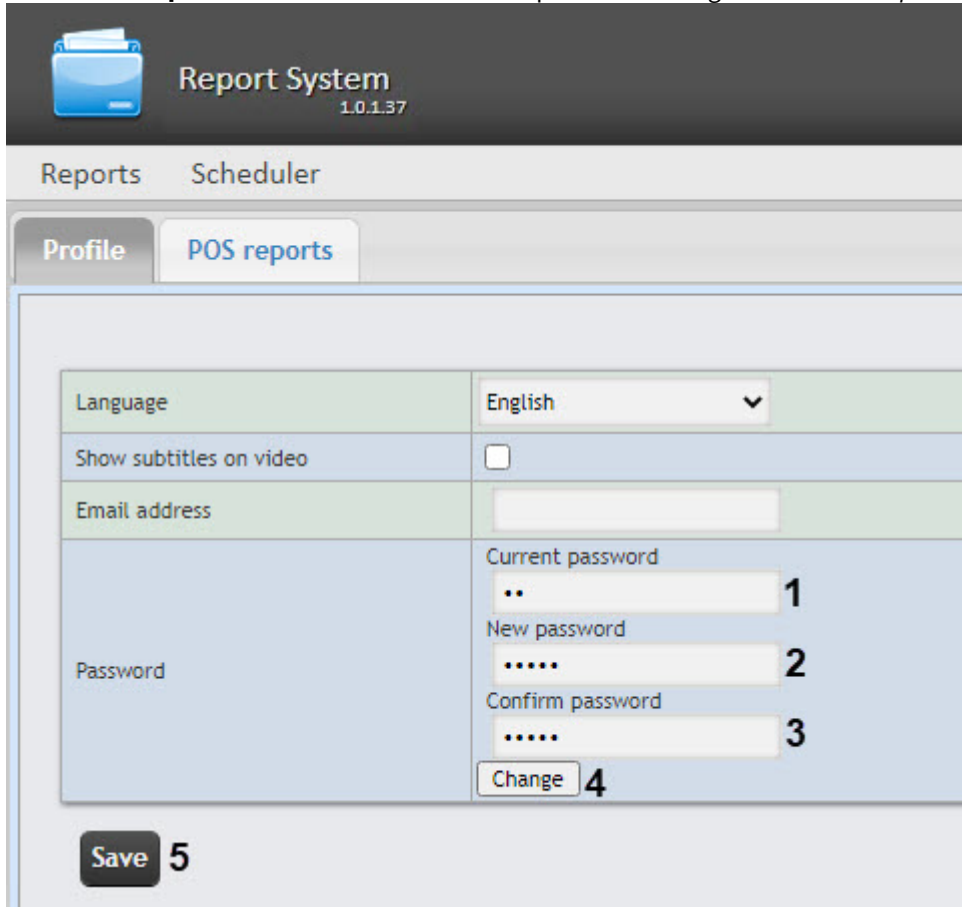 Report System
1.0.1.37
Reports Scheduler
Profile POS reports
Language English
Show subtitles on video
Email address
Current password
•• 1
New password
Password ••••• 2
Confirm password
••••• 3
Change 4
Save 5